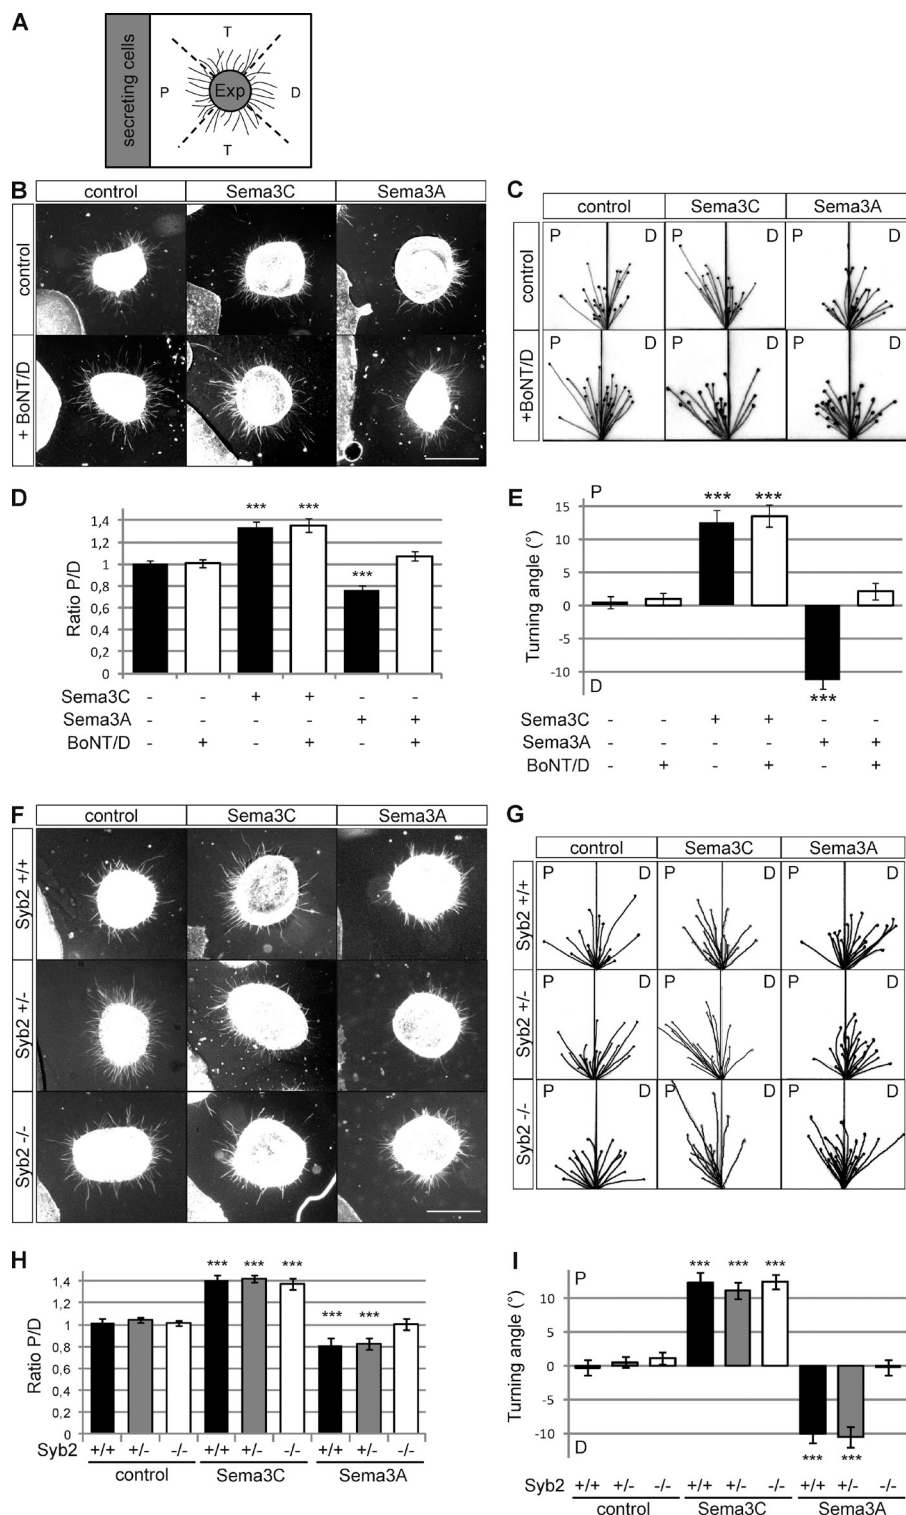 A
secreting cells
T
P
Exp
D
T
B
control
Sema3C
Sema3A
control
+ BoNT/D
C
control
Sema3C
Sema3A
control
P D P D P D
+BoNT/D
P D P D P D
D
Ratio P/D
1,4
1,2
1
0,8
0,6
0,4
0,2
0
*** *** ***
Sema3C - - + + - -
Sema3A - - - - + +
BoNT/D - + - + - +
E
P
Turning angle (°)
15
10
5
0
-5
-10
D
*** *** ***
Sema3C - - + + - -
Sema3A - - - - + +
BoNT/D - + - + - +
F
control
Sema3C
Sema3A
Syb2 +/+
Syb2 +/-
Syb2 -/-
G
control
Sema3C
Sema3A
Syb2 +/+
P D P D P D
Syb2 +/-
P D P D P D
Syb2 -/-
P D P D P D
H
Ratio P/D
1,4
1,2
1
0,8
0,6
0,4
0,2
0
*** *** *** *** ***
Syb2 +/+ +/- -/- +/+ +/- -/- +/+ +/- -/-
control Sema3C Sema3A
I
P
Turning angle (°)
10
5
0
-5
-10
D
*** *** *** *** ***
Syb2 +/+ +/- -/- +/+ +/- -/- +/+ +/- -/-
control Sema3C Sema3A